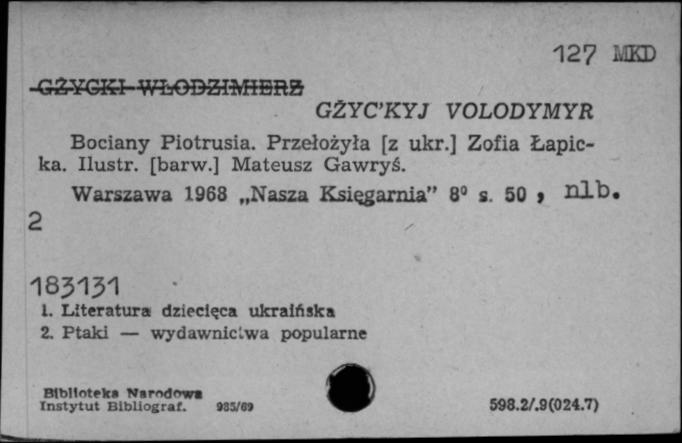 127 MKD
GŻYCKI WŁODZIMIERZ
GŽYC'KYJ VOLODYMYR
Bociany Piotrusia. Przełożyła [z ukr.] Zofia Łapic-
ka. Ilustr. [barw.] Mateusz Gawryś.
Warszawa 1968 „Nasza Księgarnia” 8° s. 50 , nlb.
2
183131
1. Literatura dziecięca ukraińska
2. Ptaki — wydawnictwa popularne
Biblioteka Narodowa
Instytut Bibliograf. 985/69 598.2/.9(024.7)